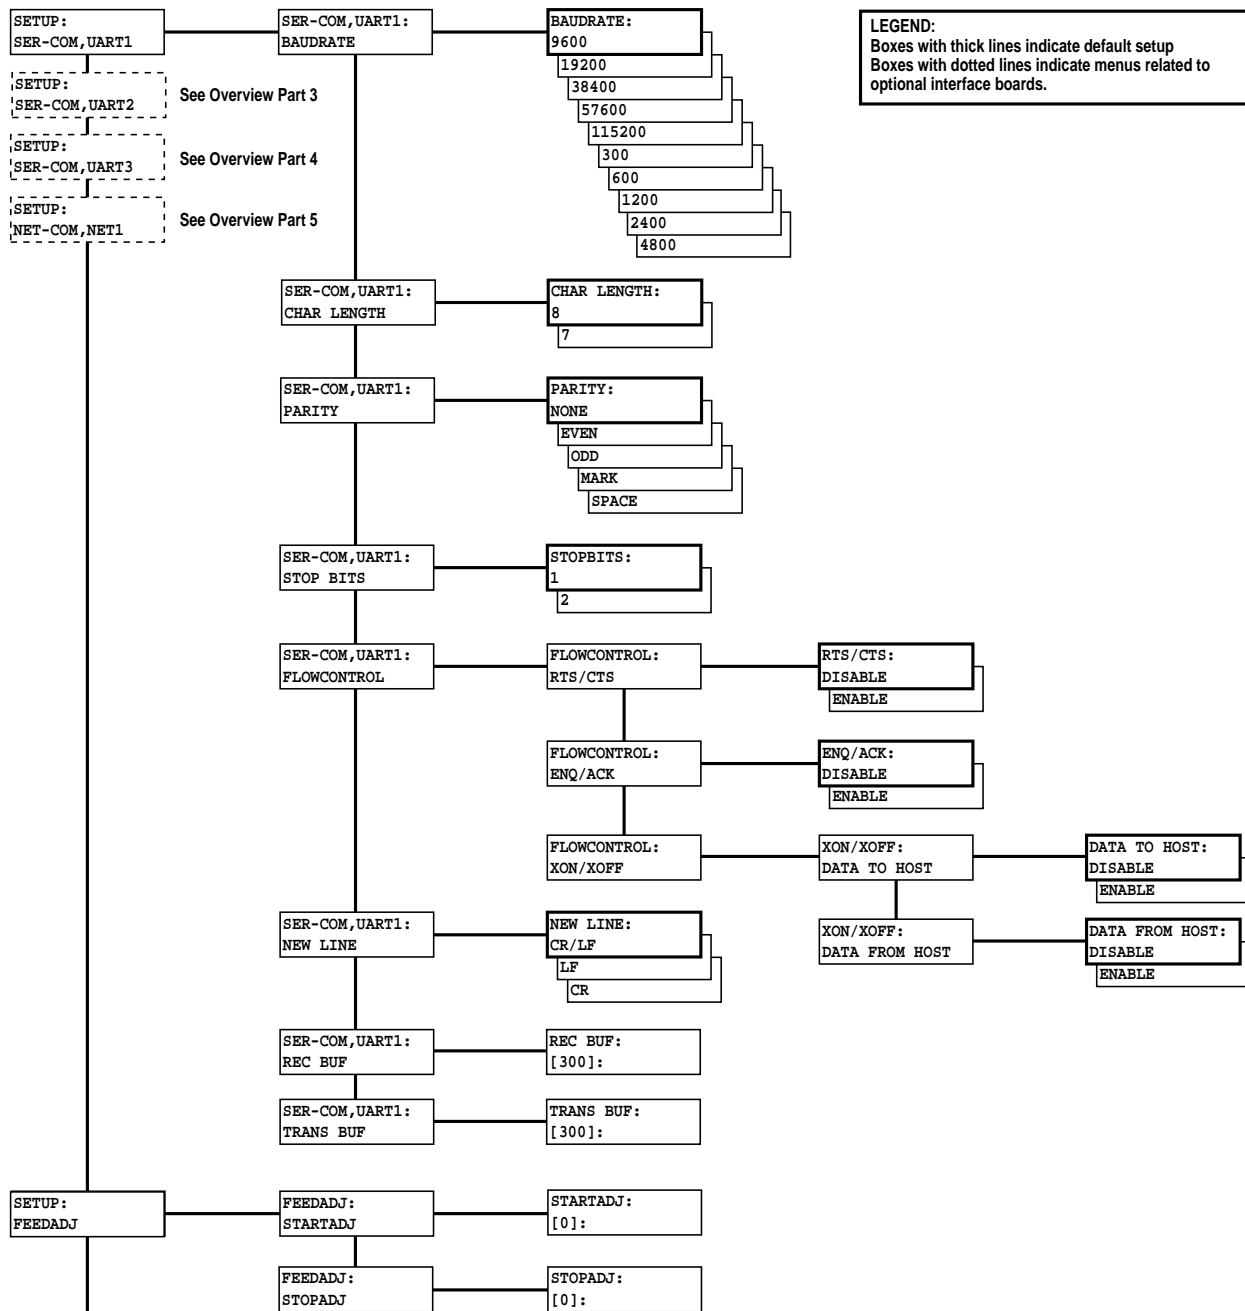 SETUP:
SER-COM,UART1
SER-COM,UART1:
BAUDRATE
BAUDRATE:
9600
19200
38400
57600
115200
300
600
1200
2400
4800
LEGEND:
Boxes with thick lines indicate default setup
Boxes with dotted lines indicate menus related to
optional interface boards.
SETUP:
SER-COM,UART2
See Overview Part 3
SETUP:
SER-COM,UART3
See Overview Part 4
SETUP:
NET-COM,NET1
See Overview Part 5
SER-COM,UART1:
CHAR LENGTH
CHAR LENGTH:
8
7
SER-COM,UART1:
PARITY
PARITY:
NONE
EVEN
ODD
MARK
SPACE
SER-COM,UART1:
STOP BITS
STOPBITS:
1
2
SER-COM,UART1:
FLOWCONTROL
FLOWCONTROL:
RTS/CTS
RTS/CTS:
DISABLE
ENABLE
FLOWCONTROL:
ENQ/ACK
ENQ/ACK:
DISABLE
ENABLE
FLOWCONTROL:
XON/XOFF
XON/XOFF:
DATA TO HOST
DATA TO HOST:
DISABLE
ENABLE
XON/XOFF:
DATA FROM HOST
DATA FROM HOST:
DISABLE
ENABLE
SER-COM,UART1:
NEW LINE
NEW LINE:
CR/LF
LF
CR
SER-COM,UART1:
REC BUF
REC BUF:
[300]:
SER-COM,UART1:
TRANS BUF
TRANS BUF:
[300]:
SETUP:
FEEDADJ
FEEDADJ:
STARTADJ
STARTADJ:
[0]:
FEEDADJ:
STOPADJ
STOPADJ:
[0]: